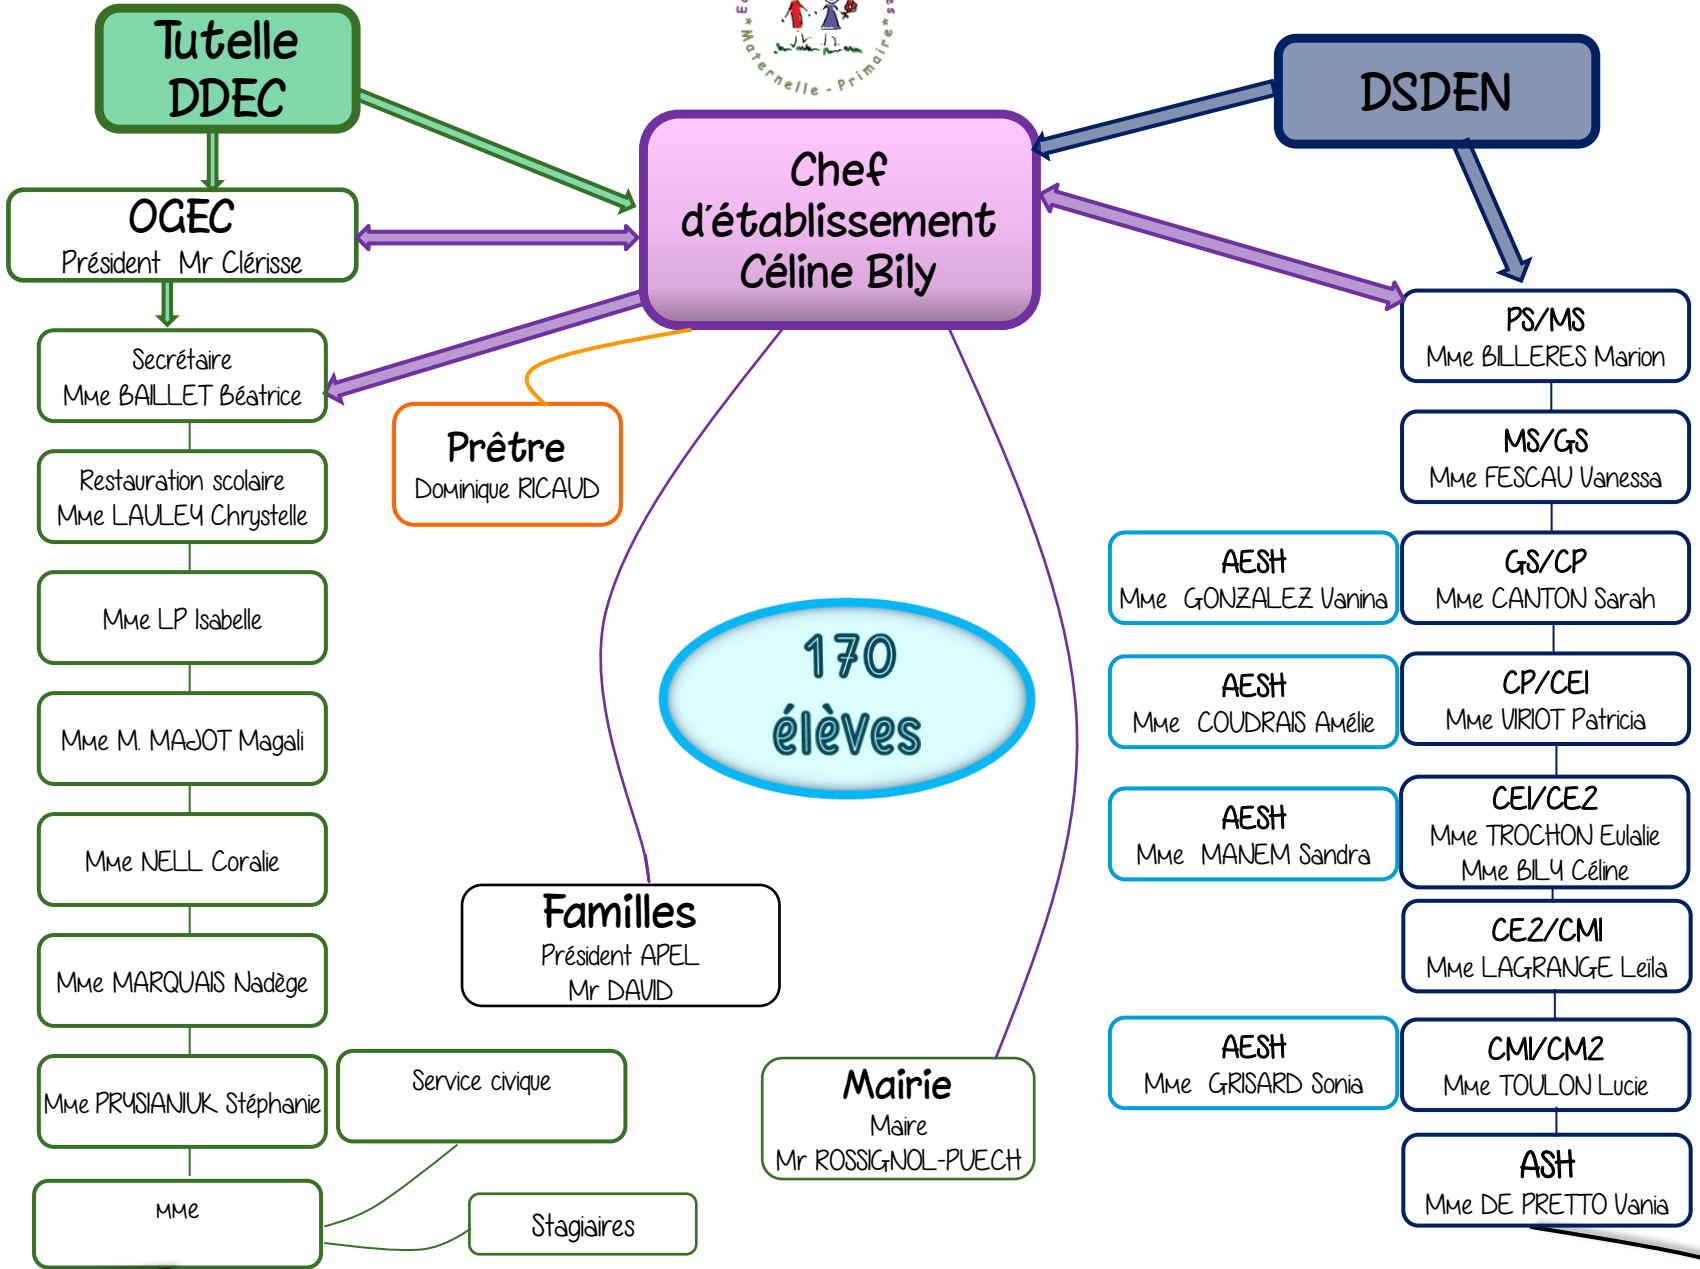 Maternelle - Primaire
Tutelle
DDEC
DSDEN
Chef
d'établissement
Céline Bily
OGEC
Président Mr Clérisse
Secrétaire
Mme BAILLET Béatrice
Restauration scolaire
Mme LAULEY Chrystelle
Mme LP Isabelle
Mme M. MAJOT Magali
Mme NELL Coralie
Mme MARQUAIS Nadège
Mme PRYSIANIUK Stéphanie
mme
Service civique
Stagiaires
Prêtre
Dominique RICAUD
170
élèves
Familles
Président APEL
Mr DAVID
Mairie
Maire
Mr ROSSIGNOL-PUECH
AESH
Mme GONZALEZ Vanina
AESH
Mme COUDRAIS Amélie
AESH
Mme MANEM Sandra
AESH
Mme GRISARD Sonia
PS/MS
Mme BILLERES Marion
MS/GS
Mme FESCAU Vanessa
GS/CP
Mme CANTON Sarah
CP/CE1
Mme VIRIOT Patricia
CE1/CE2
Mme TROCHON Eulalie
Mme BILY Céline
CE2/CM1
Mme LAGRANGE Leïla
CM1/CM2
Mme TOULON Lucie
ASH
Mme DE PRETTO Vania